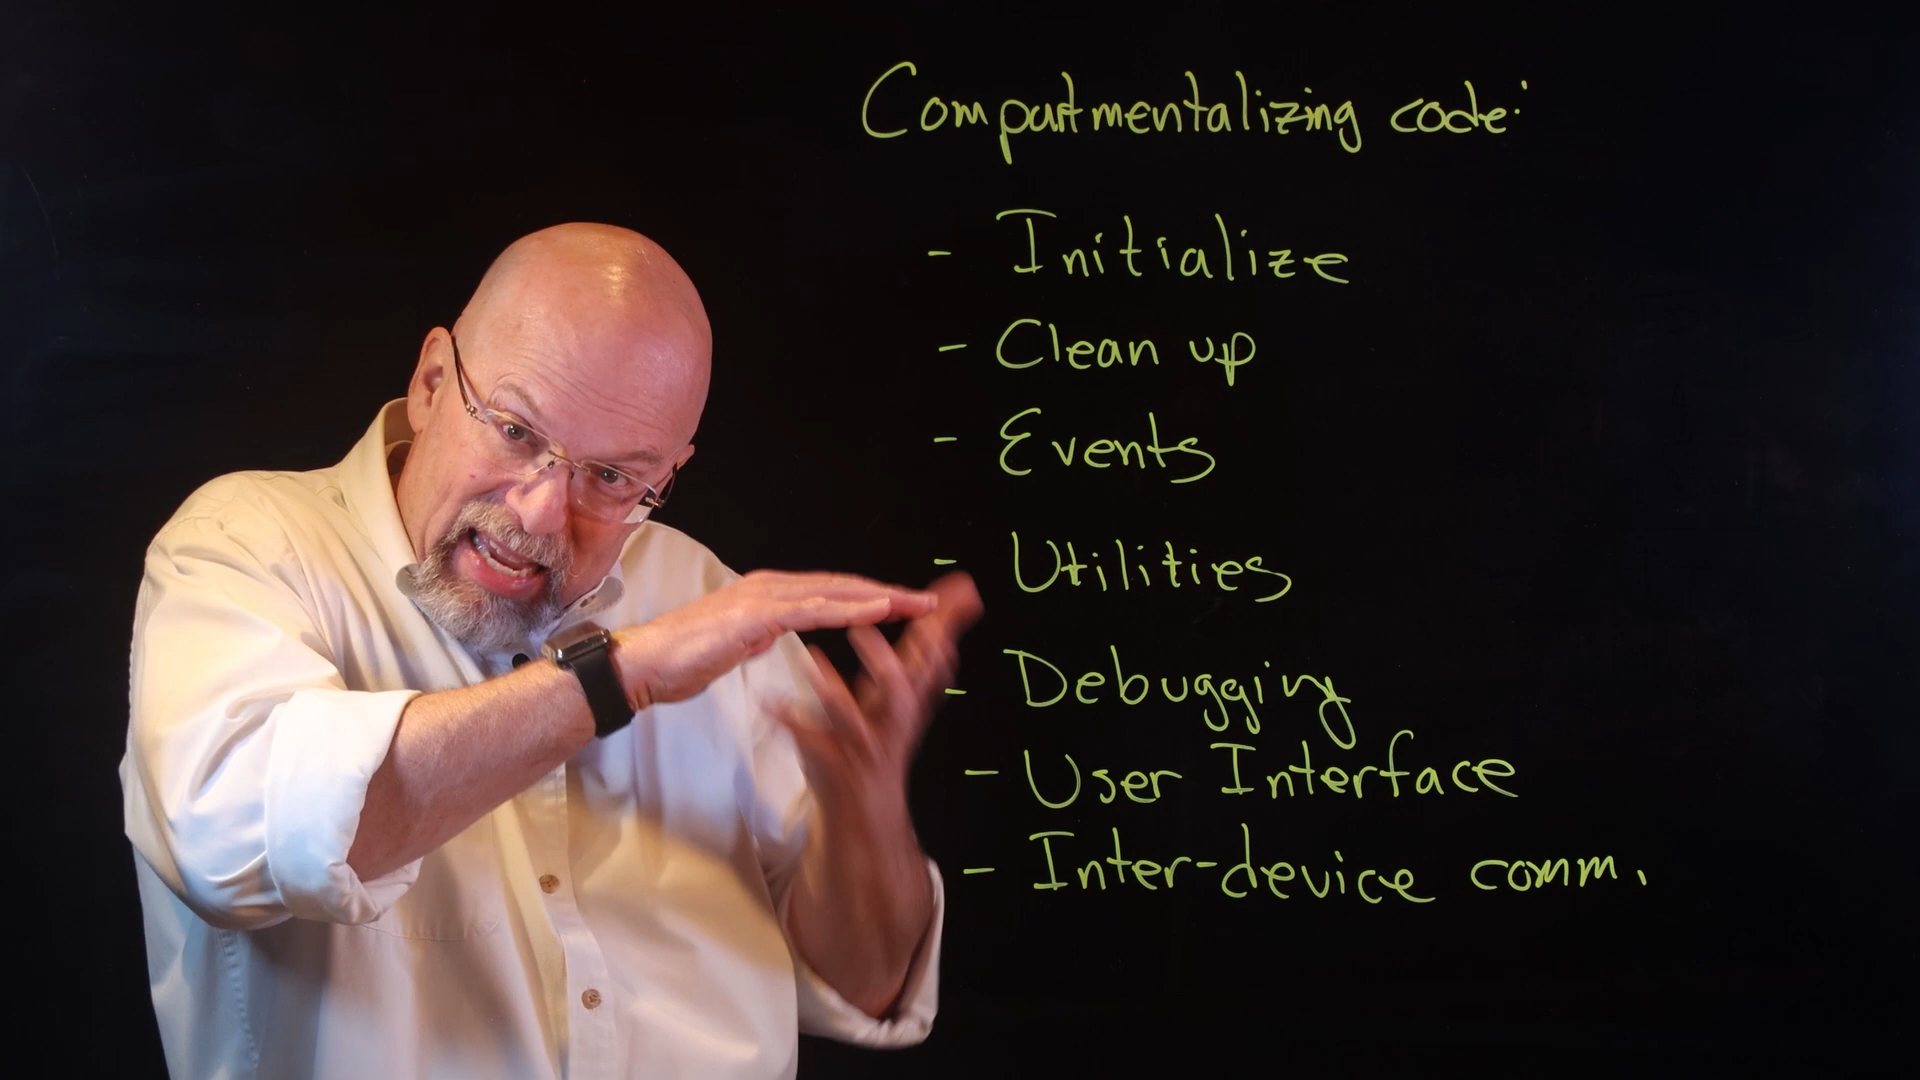 Compartmentalizing code:
- Initialize
- Clean up
- Events
- Utilities
- Debugging
- User Interface
- Inter-device comm.